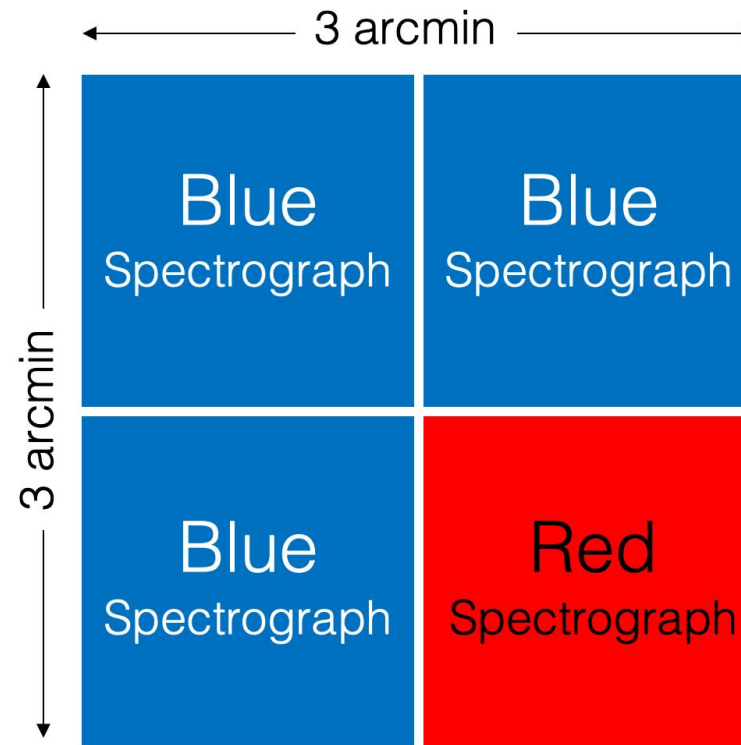 3 arcmin
3 arcmin
Blue
Spectrograph
Blue
Spectrograph
Blue
Spectrograph
Red
Spectrograph